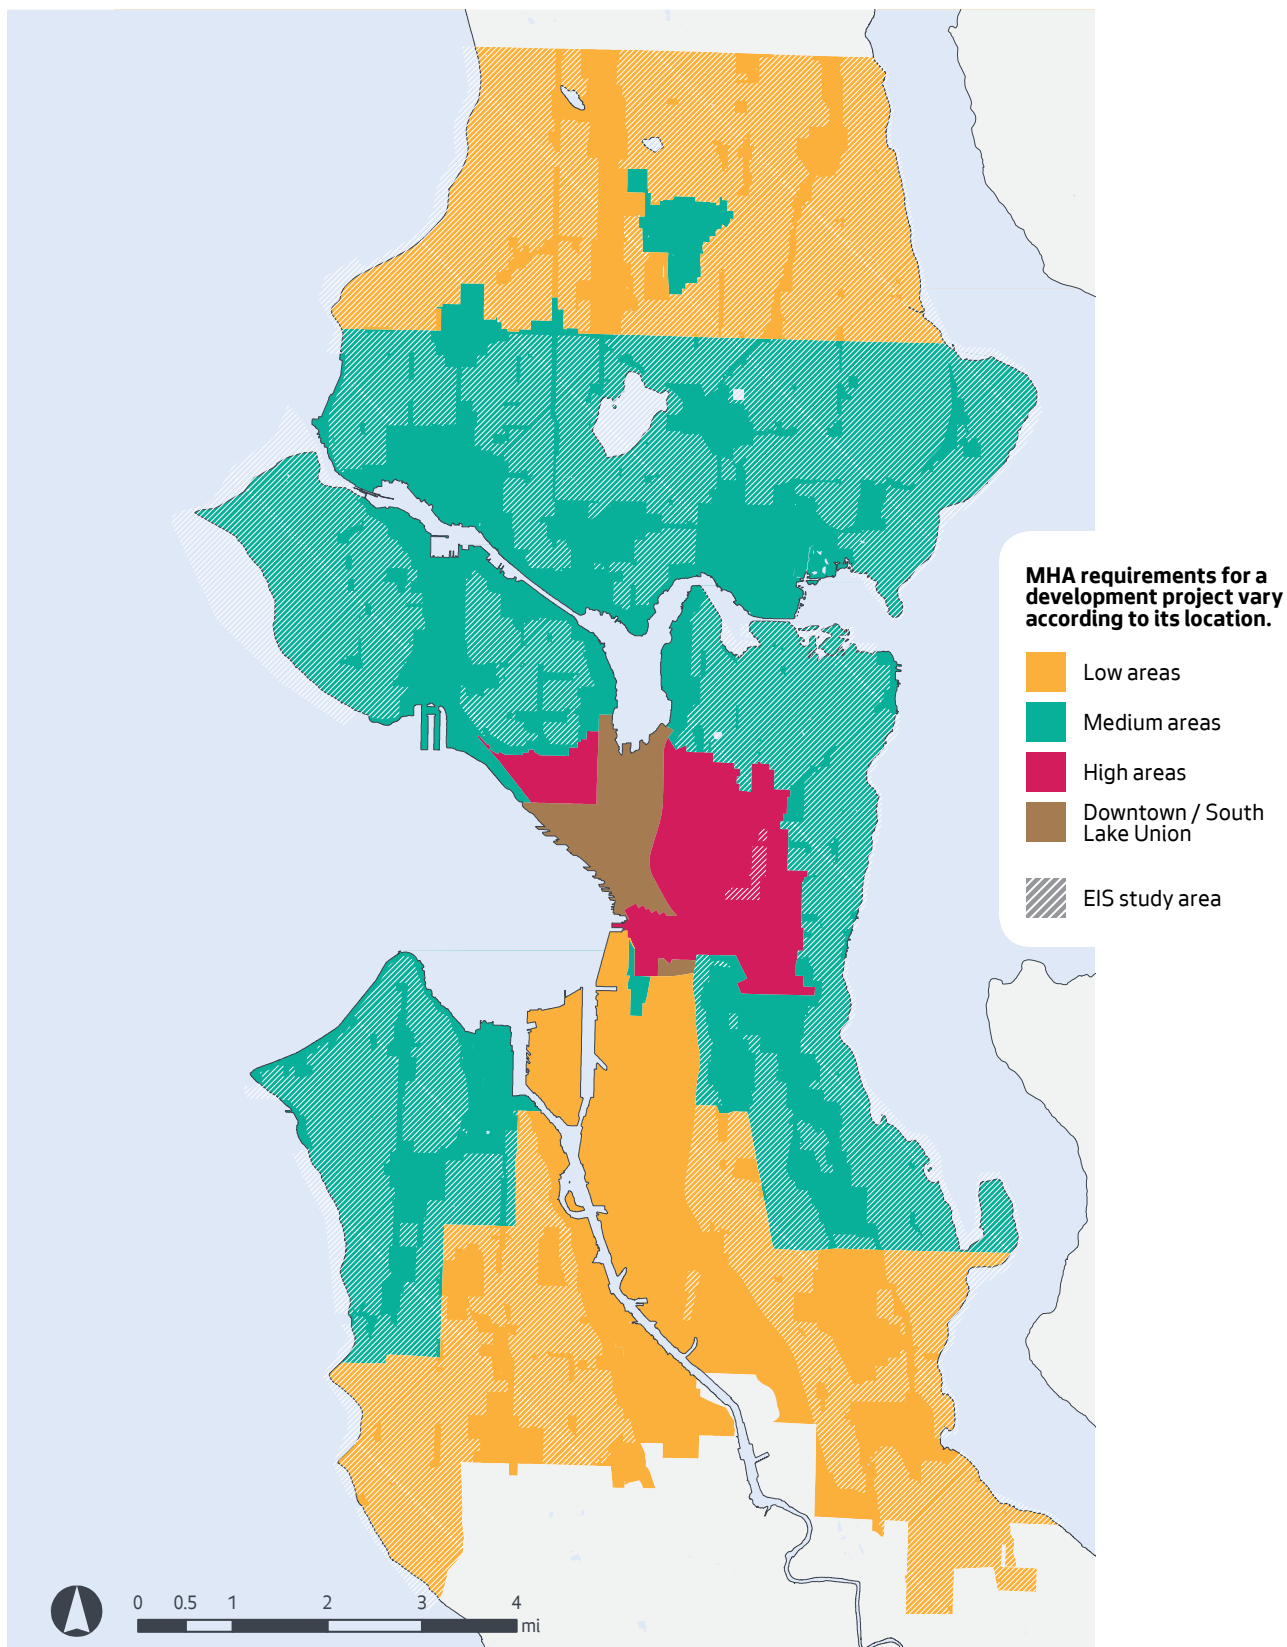 MHA requirements for a
development project vary
according to its location.
Low areas
Medium areas
High areas
Downtown / South
Lake Union
EIS study area
0 0.5 1 2 3 4
mi